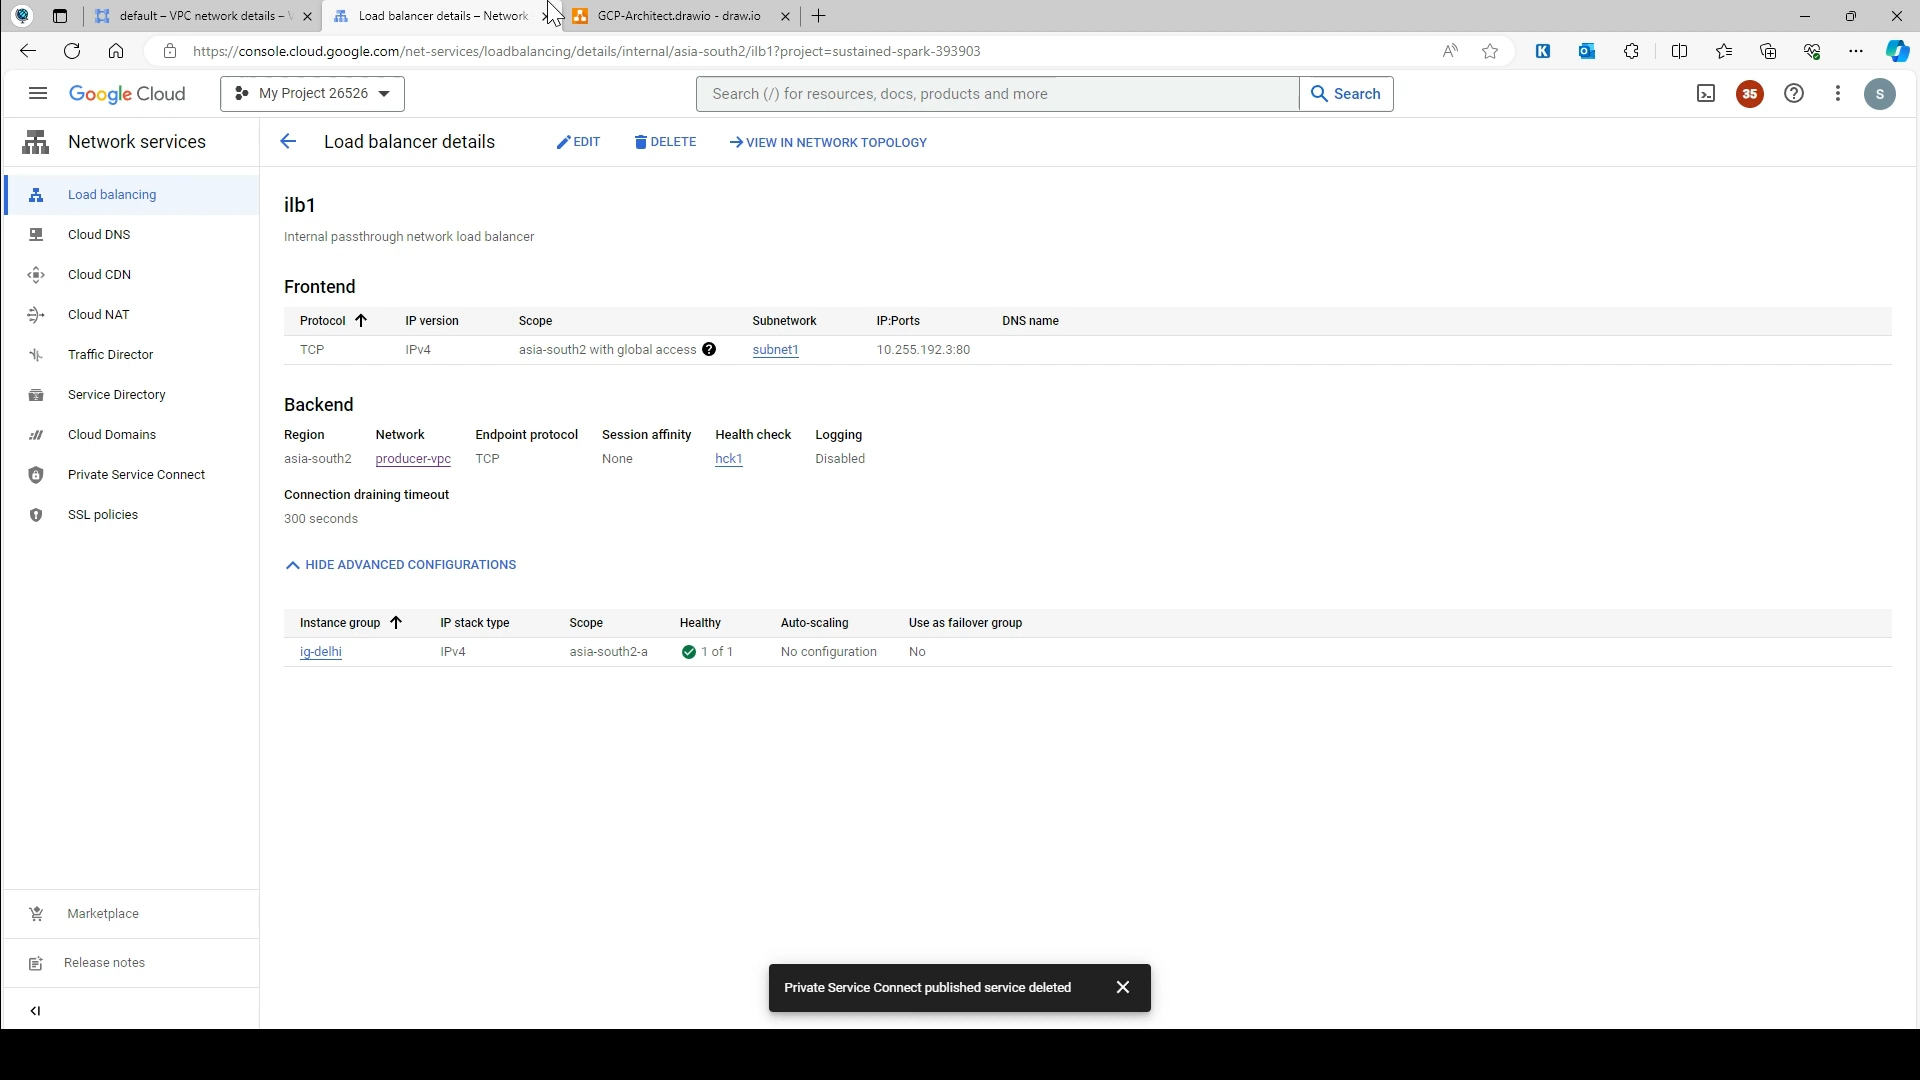 default – VPC network details –
Load balancer details – Network
GCP-Architect.drawio - draw.io
https://console.cloud.google.com/net-services/loadbalancing/details/internal/asia-south2/ilb1?project=sustained-spark-393903
Google Cloud
My Project 26526
Search (/) for resources, docs, products and more
Search
35
S
Network services
Load balancer details
EDIT
DELETE
VIEW IN NETWORK TOPOLOGY
Load balancing
Cloud DNS
Cloud CDN
Cloud NAT
Traffic Director
Service Directory
Cloud Domains
Private Service Connect
SSL policies
Marketplace
Release notes
ilb1
Internal passthrough network load balancer
Frontend
Protocol IP version Scope Subnetwork IP:Ports DNS name
TCP IPv4 asia-south2 with global access subnet1 10.255.192.3:80
Backend
Region Network Endpoint protocol Session affinity Health check Logging
asia-south2 producer-vpc TCP None hck1 Disabled
Connection draining timeout
300 seconds
HIDE ADVANCED CONFIGURATIONS
Instance group IP stack type Scope Healthy Auto-scaling Use as failover group
ig-delhi IPv4 asia-south2-a 1 of 1 No configuration No
Private Service Connect published service deleted